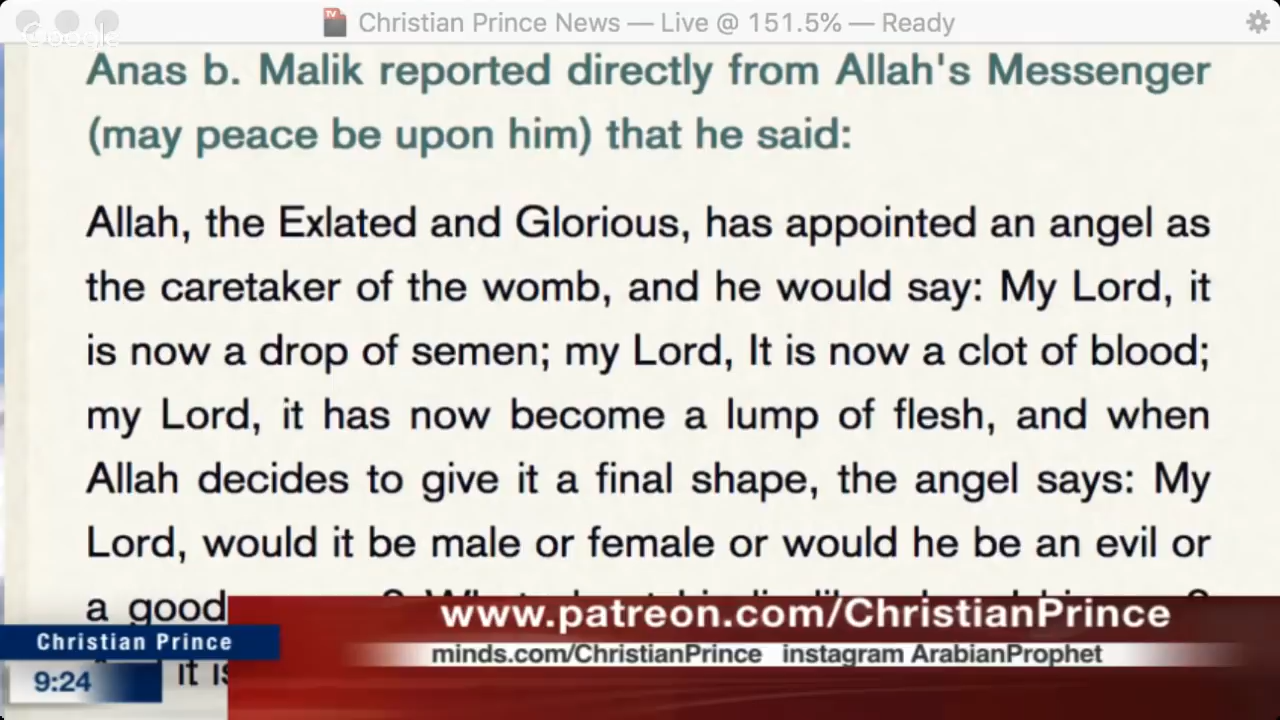 Christian Prince News — Live @ 151.5% — Ready
Google
Anas b. Malik reported directly from Allah's Messenger
(may peace be upon him) that he said:
Allah, the Exlated and Glorious, has appointed an angel as
the caretaker of the womb, and he would say: My Lord, it
is now a drop of semen; my Lord, It is now a clot of blood;
my Lord, it has now become a lump of flesh, and when
Allah decides to give it a final shape, the angel says: My
Lord, would it be male or female or would he be an evil or
a good
www.patreon.com/ChristianPrince
Christian Prince
minds.com/ChristianPrince instagram ArabianProphet
9:24
it is